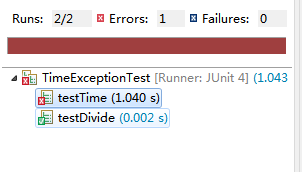 Runs: 2/2 Errors: 1 Failures: 0
TimeExceptionTest [Runner: JUnit 4] (1.043
testTime (1.040 s)
testDivide (0.002 s)